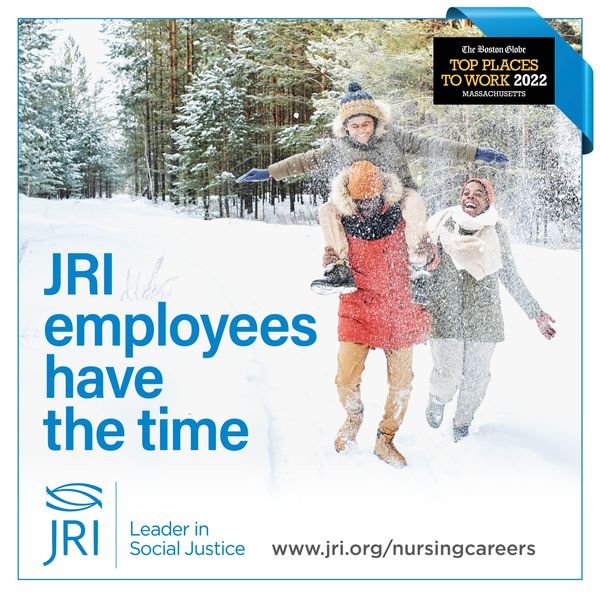 The Boston Globe
TOP PLACES
TO WORK 2022
MASSACHUSETTS
JRI
employees
have
the time
JRI
Leader in
Social Justice
www.jri.org/nursingcareers